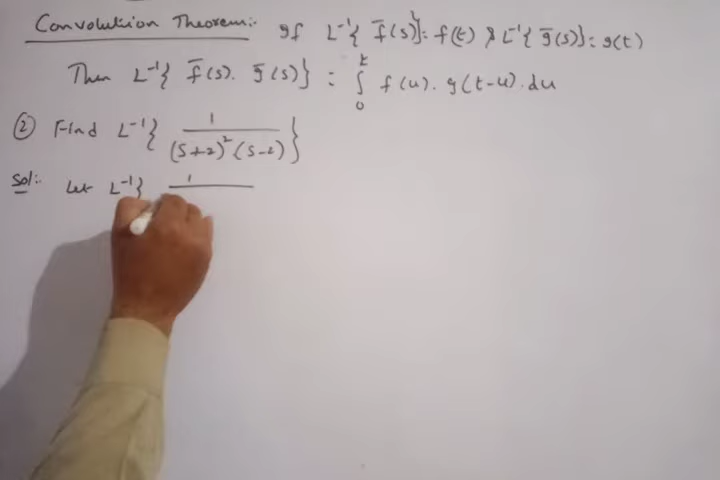 Convolution Theorem:- If L⁻¹{ f̅(s)} = f(t) & L⁻¹{ g̅(s)} = g(t)
Then L⁻¹{ f̅(s). g̅(s)} = ∫₀ᵗ f(u). g(t-u).du
② Find L⁻¹{ 1/((s+2)²(s-2)) }
Sol:- Let L⁻¹{ 1